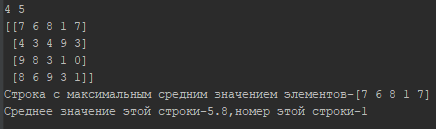 4 5
[[7 6 8 1 7]
 [4 3 4 9 3]
 [9 8 3 1 0]
 [8 6 9 3 1]]
Строка с максимальным средним значением элементов-[7 6 8 1 7]
Среднее значение этой строки-5.8,номер этой строки-1